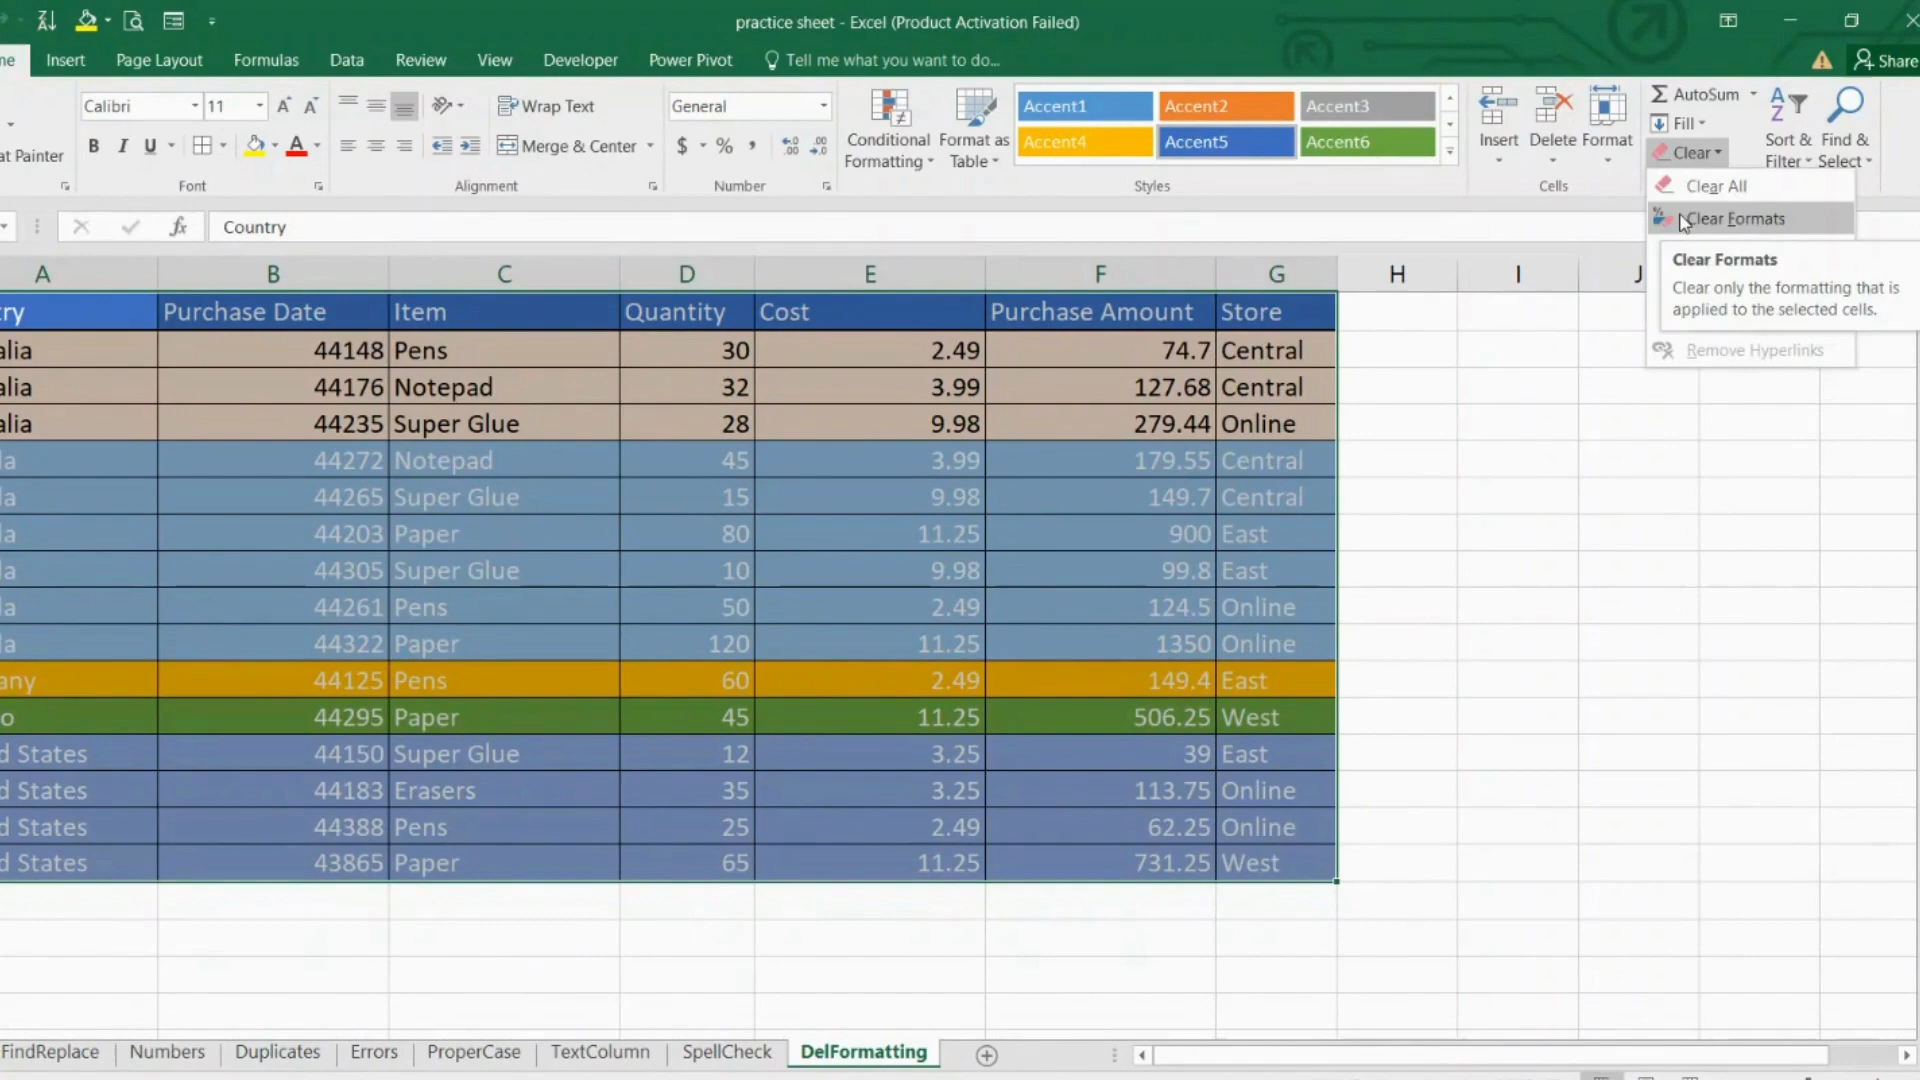 practice sheet - Excel (Product Activation Failed)
Insert Page Layout Formulas Data Review View Developer Power Pivot Tell me what you want to do... Share
Calibri 11 Wrap Text General Accent1 Accent2 Accent3 AutoSum
Conditional Formatting Format as Table Insert Delete Format Fill Sort & Filter Find & Select
at Painter B I U A Merge & Center $ % Accent4 Accent5 Accent6 Clear
Font Alignment Number Styles Cells
Clear All
Clear Formats
Clear Formats
Clear only the formatting that is
applied to the selected cells.
Remove Hyperlinks
fx Country
A B C D E F G H I J
ry Purchase Date Item Quantity Cost Purchase Amount Store
alia 44148 Pens 30 2.49 74.7 Central
alia 44176 Notepad 32 3.99 127.68 Central
alia 44235 Super Glue 28 9.98 279.44 Online
la 44272 Notepad 45 3.99 179.55 Central
la 44265 Super Glue 15 9.98 149.7 Central
la 44203 Paper 80 11.25 900 East
la 44305 Super Glue 10 9.98 99.8 East
la 44261 Pens 50 2.49 124.5 Online
la 44322 Paper 120 11.25 1350 Online
any 44125 Pens 60 2.49 149.4 East
o 44295 Paper 45 11.25 506.25 West
d States 44150 Super Glue 12 3.25 39 East
d States 44183 Erasers 35 3.25 113.75 Online
d States 44388 Pens 25 2.49 62.25 Online
d States 43865 Paper 65 11.25 731.25 West
FindReplace Numbers Duplicates Errors ProperCase TextColumn SpellCheck DelFormatting